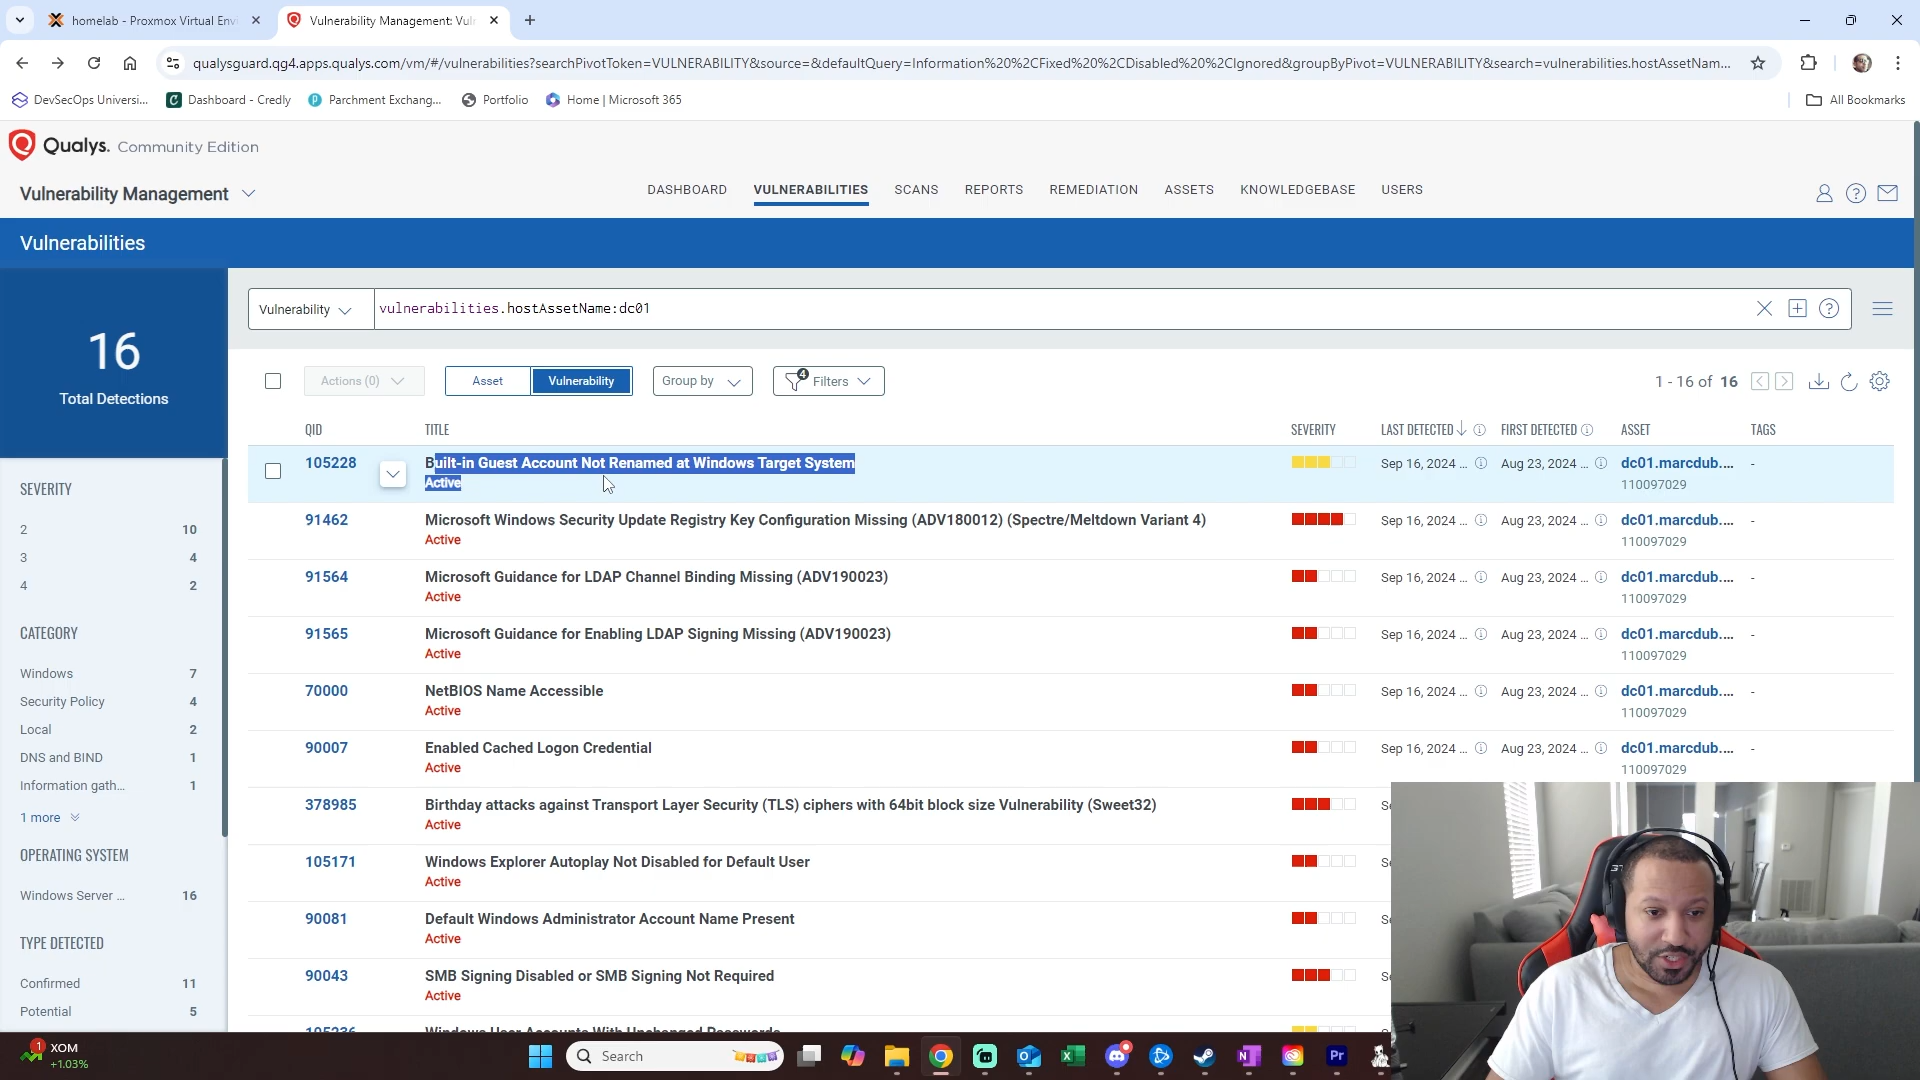 homelab - Proxmox Virtual Envi
Vulnerability Management: Vul
qualysguard.qg4.apps.qualys.com/vm/#/vulnerabilities?searchPivotToken=VULNERABILITY&source=&defaultQuery=Information%20%2CFixed%20%2CDisabled%20%2CIgnored&groupByPivot=VULNERABILITY&search=vulnerabilities.hostAssetNam...
DevSecOps Universi... Dashboard - Credly Parchment Exchang... Portfolio Home | Microsoft 365 All Bookmarks
Qualys. Community Edition
Vulnerability Management DASHBOARD VULNERABILITIES SCANS REPORTS REMEDIATION ASSETS KNOWLEDGEBASE USERS
Vulnerabilities
16
Total Detections
Vulnerability vulnerabilities.hostAssetName:dc01
Actions (0) Asset Vulnerability Group by 4 Filters 1 - 16 of 16
QID TITLE SEVERITY LAST DETECTED FIRST DETECTED ASSET TAGS
105228 Built-in Guest Account Not Renamed at Windows Target System Sep 16, 2024 ... Aug 23, 2024 ... dc01.marcdub.... -
Active 110097029
91462 Microsoft Windows Security Update Registry Key Configuration Missing (ADV180012) (Spectre/Meltdown Variant 4) Sep 16, 2024 ... Aug 23, 2024 ... dc01.marcdub.... -
Active 110097029
91564 Microsoft Guidance for LDAP Channel Binding Missing (ADV190023) Sep 16, 2024 ... Aug 23, 2024 ... dc01.marcdub.... -
Active 110097029
91565 Microsoft Guidance for Enabling LDAP Signing Missing (ADV190023) Sep 16, 2024 ... Aug 23, 2024 ... dc01.marcdub.... -
Active 110097029
70000 NetBIOS Name Accessible Sep 16, 2024 ... Aug 23, 2024 ... dc01.marcdub.... -
Active 110097029
90007 Enabled Cached Logon Credential Sep 16, 2024 ... Aug 23, 2024 ... dc01.marcdub.... -
Active 110097029
378985 Birthday attacks against Transport Layer Security (TLS) ciphers with 64bit block size Vulnerability (Sweet32)
Active
105171 Windows Explorer Autoplay Not Disabled for Default User
Active
90081 Default Windows Administrator Account Name Present
Active
90043 SMB Signing Disabled or SMB Signing Not Required
Active
105236 Windows User Accounts With Unchanged Passwords
SEVERITY
2 10
3 4
4 2
CATEGORY
Windows 7
Security Policy 4
Local 2
DNS and BIND 1
Information gath... 1
1 more
OPERATING SYSTEM
Windows Server ... 16
TYPE DETECTED
Confirmed 11
Potential 5
1 XOM
+1.03%
Search